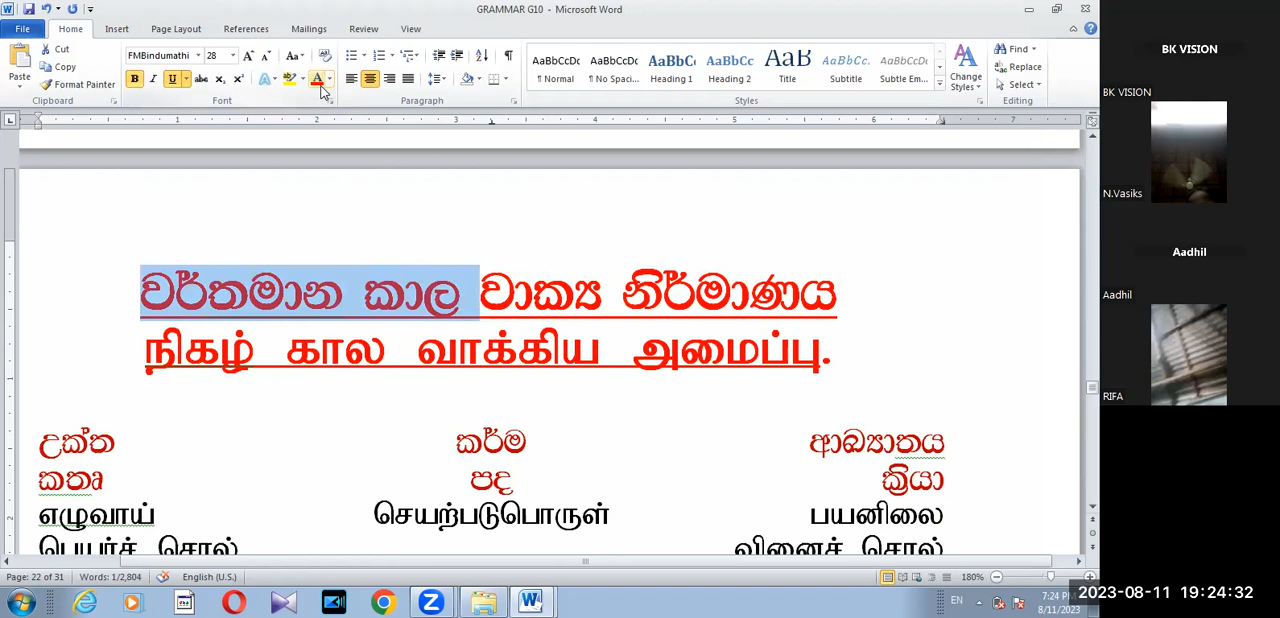 GRAMMAR G10 - Microsoft Word
File Home Insert Page Layout References Mailings Review View
Paste Cut Copy Format Painter Clipboard
FMBindumathi 28 Font
Paragraph
AaBbCcDc ¶ Normal
AaBbCcDc ¶ No Spaci...
AaBbC Heading 1
AaBbCc Heading 2
AaB Title
AaBbCc. Subtitle
AaBbCcDc Subtle Em...
Change Styles Styles
Find Replace Select Editing
වර්තමාන කාල වාක්‍ය නිර්මාණය
நிகழ் கால வாக்கிய அமைப்பு.
උක්ත කර්ම ආඛ්‍යාතය
කතෘ පද ක්‍රියා
எழுவாய் செயற்படுபொருள் பயனிலை
பெயர்ச் சொல் வினைச் சொல்
Page: 22 of 31 Words: 1/2,804 English (U.S.) 180%
EN 7:24 PM
8/11/2023
2023-08-11 19:24:32
BK VISION
BK VISION
N.Vasiks
Aadhil
Aadhil
RIFA